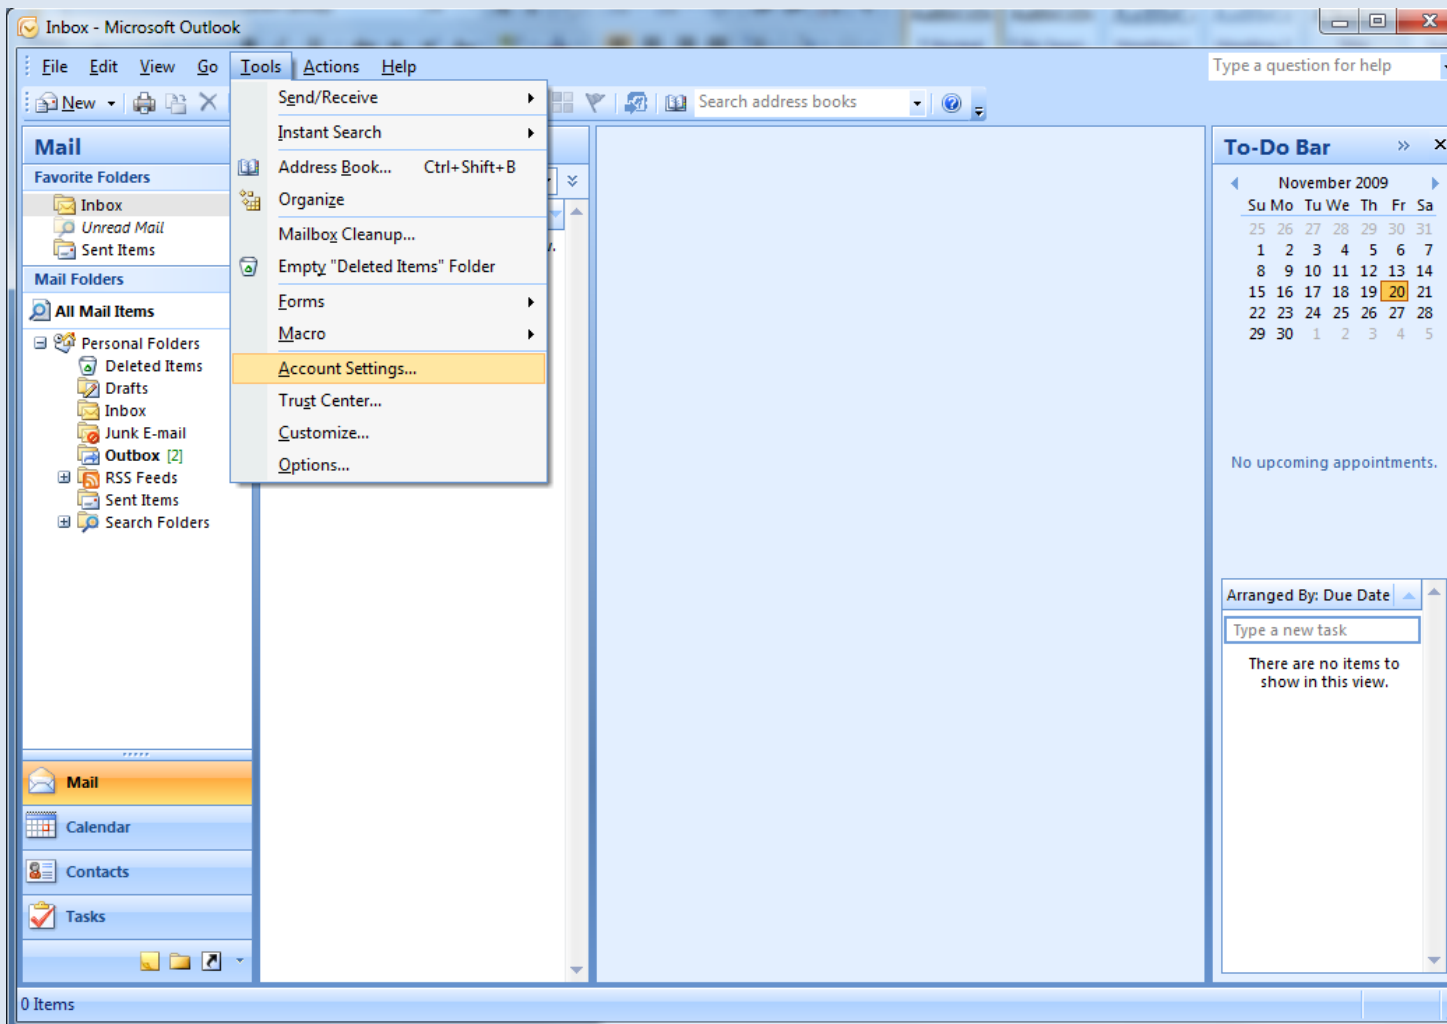 Inbox - Microsoft Outlook
File Edit View Go Tools Actions Help
Type a question for help
New
Search address books
Send/Receive
Instant Search
Address Book... Ctrl+Shift+B
Organize
Mailbox Cleanup...
Empty "Deleted Items" Folder
Forms
Macro
Account Settings...
Trust Center...
Customize...
Options...
Mail
Favorite Folders
Inbox
Unread Mail
Sent Items
Mail Folders
All Mail Items
Personal Folders
Deleted Items
Drafts
Inbox
Junk E-mail
Outbox [2]
RSS Feeds
Sent Items
Search Folders
Mail
Calendar
Contacts
Tasks
To-Do Bar
November 2009
Su Mo Tu We Th Fr Sa
25 26 27 28 29 30 31
1 2 3 4 5 6 7
8 9 10 11 12 13 14
15 16 17 18 19 20 21
22 23 24 25 26 27 28
29 30 1 2 3 4 5
No upcoming appointments.
Arranged By: Due Date
Type a new task
There are no items to
show in this view.
0 Items